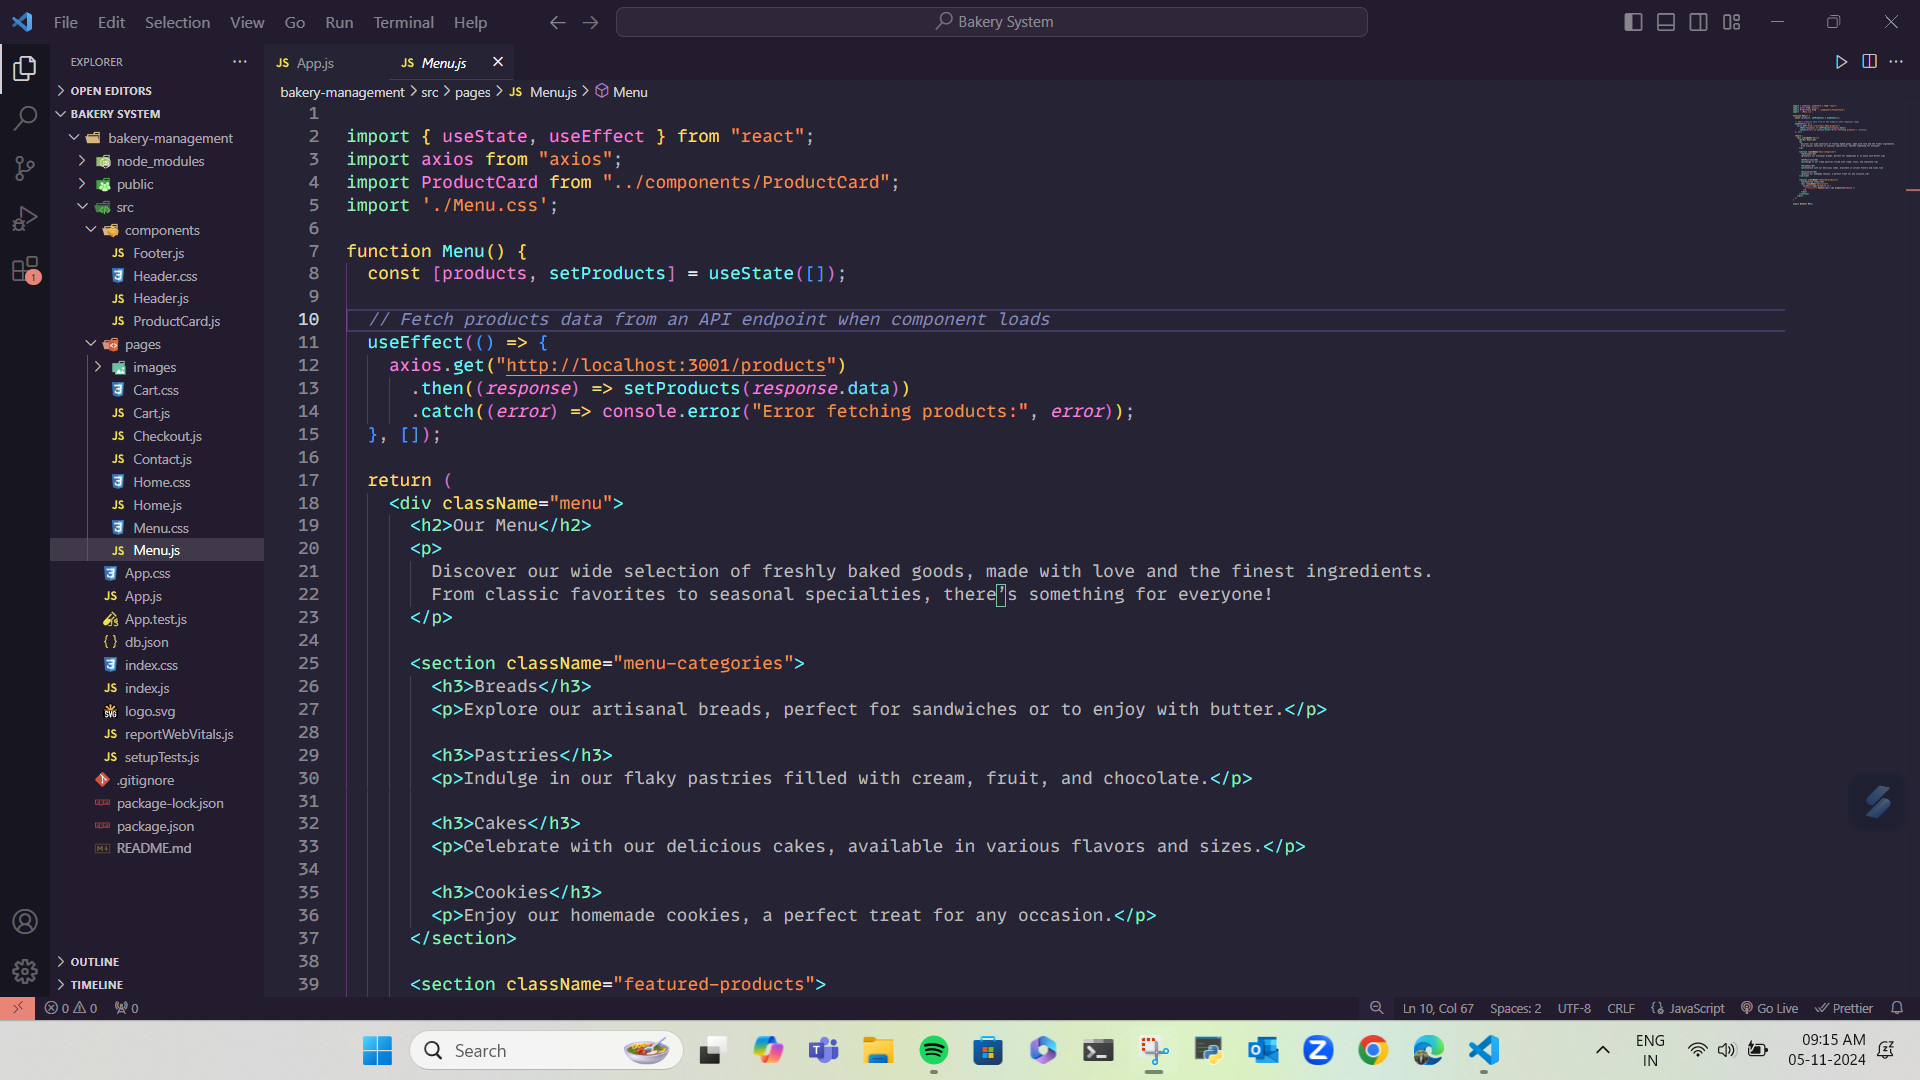 File Edit Selection View Go Run Terminal Help
Bakery System
EXPLORER
OPEN EDITORS
BAKERY SYSTEM
bakery-management
node_modules
public
src
components
Footer.js
Header.css
Header.js
ProductCard.js
pages
images
Cart.css
Cart.js
Checkout.js
Contact.js
Home.css
Home.js
Menu.css
Menu.js
App.css
App.js
App.test.js
db.json
index.css
index.js
logo.svg
reportWebVitals.js
setupTests.js
.gitignore
package-lock.json
package.json
README.md
OUTLINE
TIMELINE
JS App.js
JS Menu.js
bakery-management > src > pages > JS Menu.js > Menu
1
2 import { useState, useEffect } from "react";
3 import axios from "axios";
4 import ProductCard from "../components/ProductCard";
5 import './Menu.css';
6
7 function Menu() {
8 const [products, setProducts] = useState([]);
9
10 // Fetch products data from an API endpoint when component loads
11 useEffect(() => {
12 axios.get("http://localhost:3001/products")
13 .then((response) => setProducts(response.data))
14 .catch((error) => console.error("Error fetching products:", error));
15 }, []);
16
17 return (
18 <div className="menu">
19 <h2>Our Menu</h2>
20 <p>
21 Discover our wide selection of freshly baked goods, made with love and the finest ingredients.
22 From classic favorites to seasonal specialties, there’s something for everyone!
23 </p>
24
25 <section className="menu-categories">
26 <h3>Breads</h3>
27 <p>Explore our artisanal breads, perfect for sandwiches or to enjoy with butter.</p>
28
29 <h3>Pastries</h3>
30 <p>Indulge in our flaky pastries filled with cream, fruit, and chocolate.</p>
31
32 <h3>Cakes</h3>
33 <p>Celebrate with our delicious cakes, available in various flavors and sizes.</p>
34
35 <h3>Cookies</h3>
36 <p>Enjoy our homemade cookies, a perfect treat for any occasion.</p>
37 </section>
38
39 <section className="featured-products">
0 0 0
Ln 10, Col 67 Spaces: 2 UTF-8 CRLF {} JavaScript Go Live Prettier
Search
ENG
IN
09:15 AM
05-11-2024